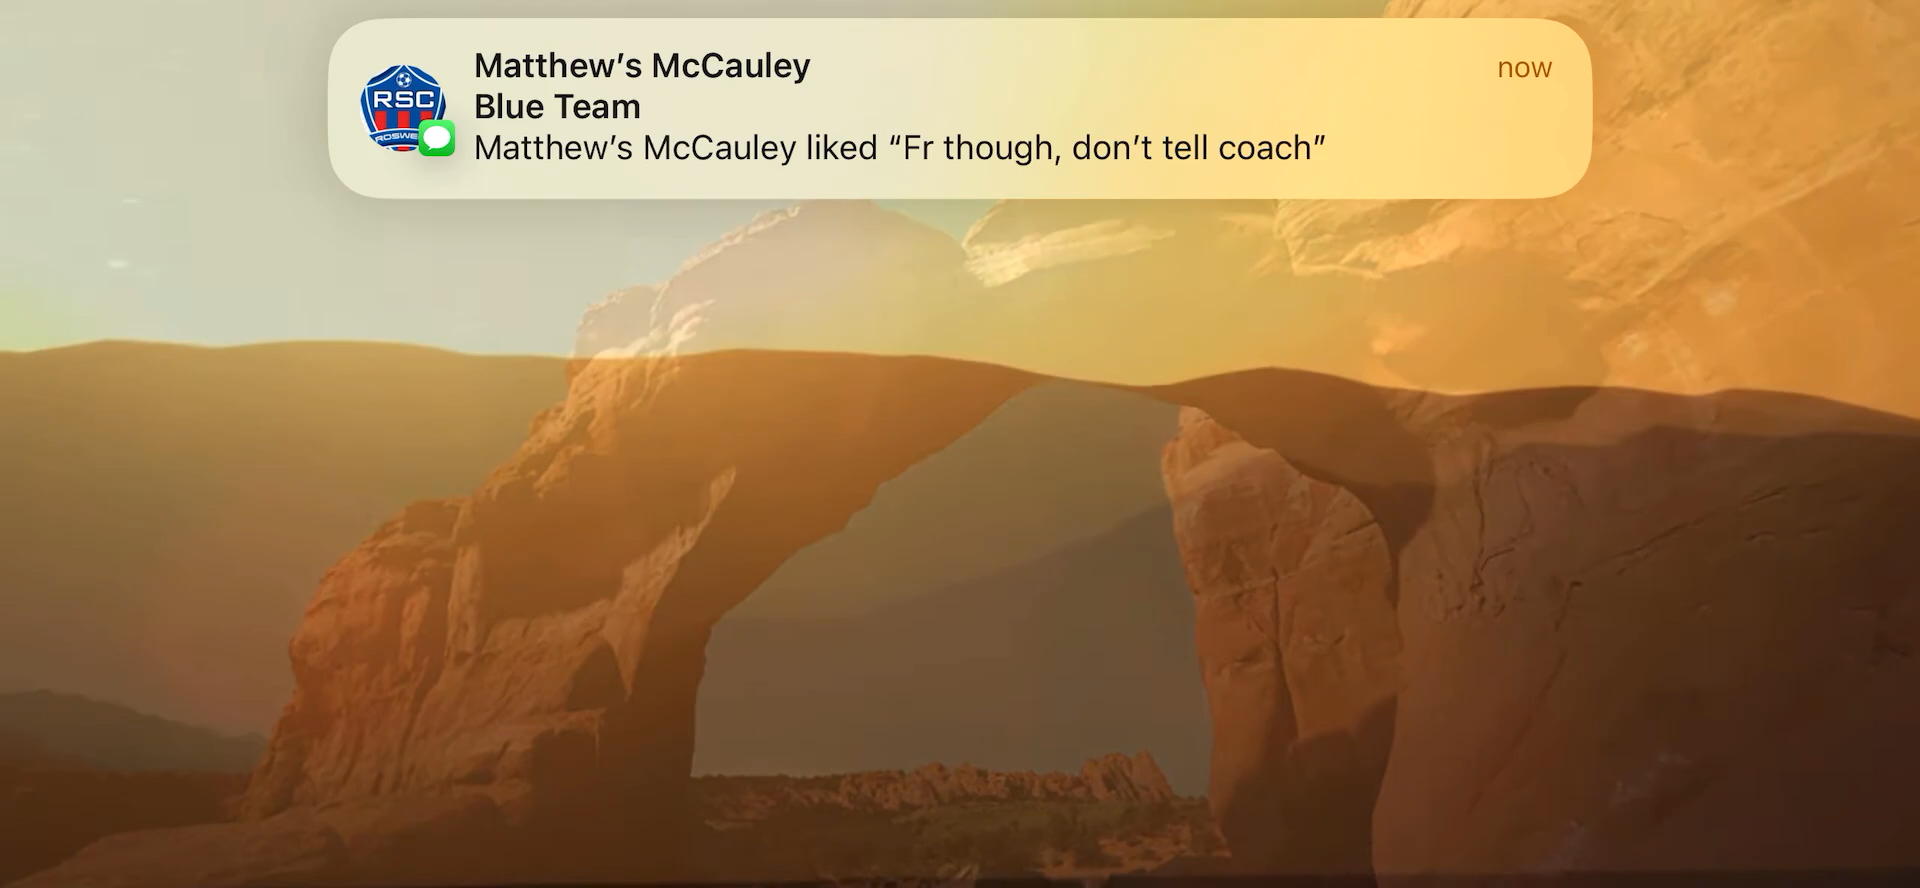 Matthew’s McCauley
now
Blue Team
Matthew’s McCauley liked “Fr though, don’t tell coach”
RSC